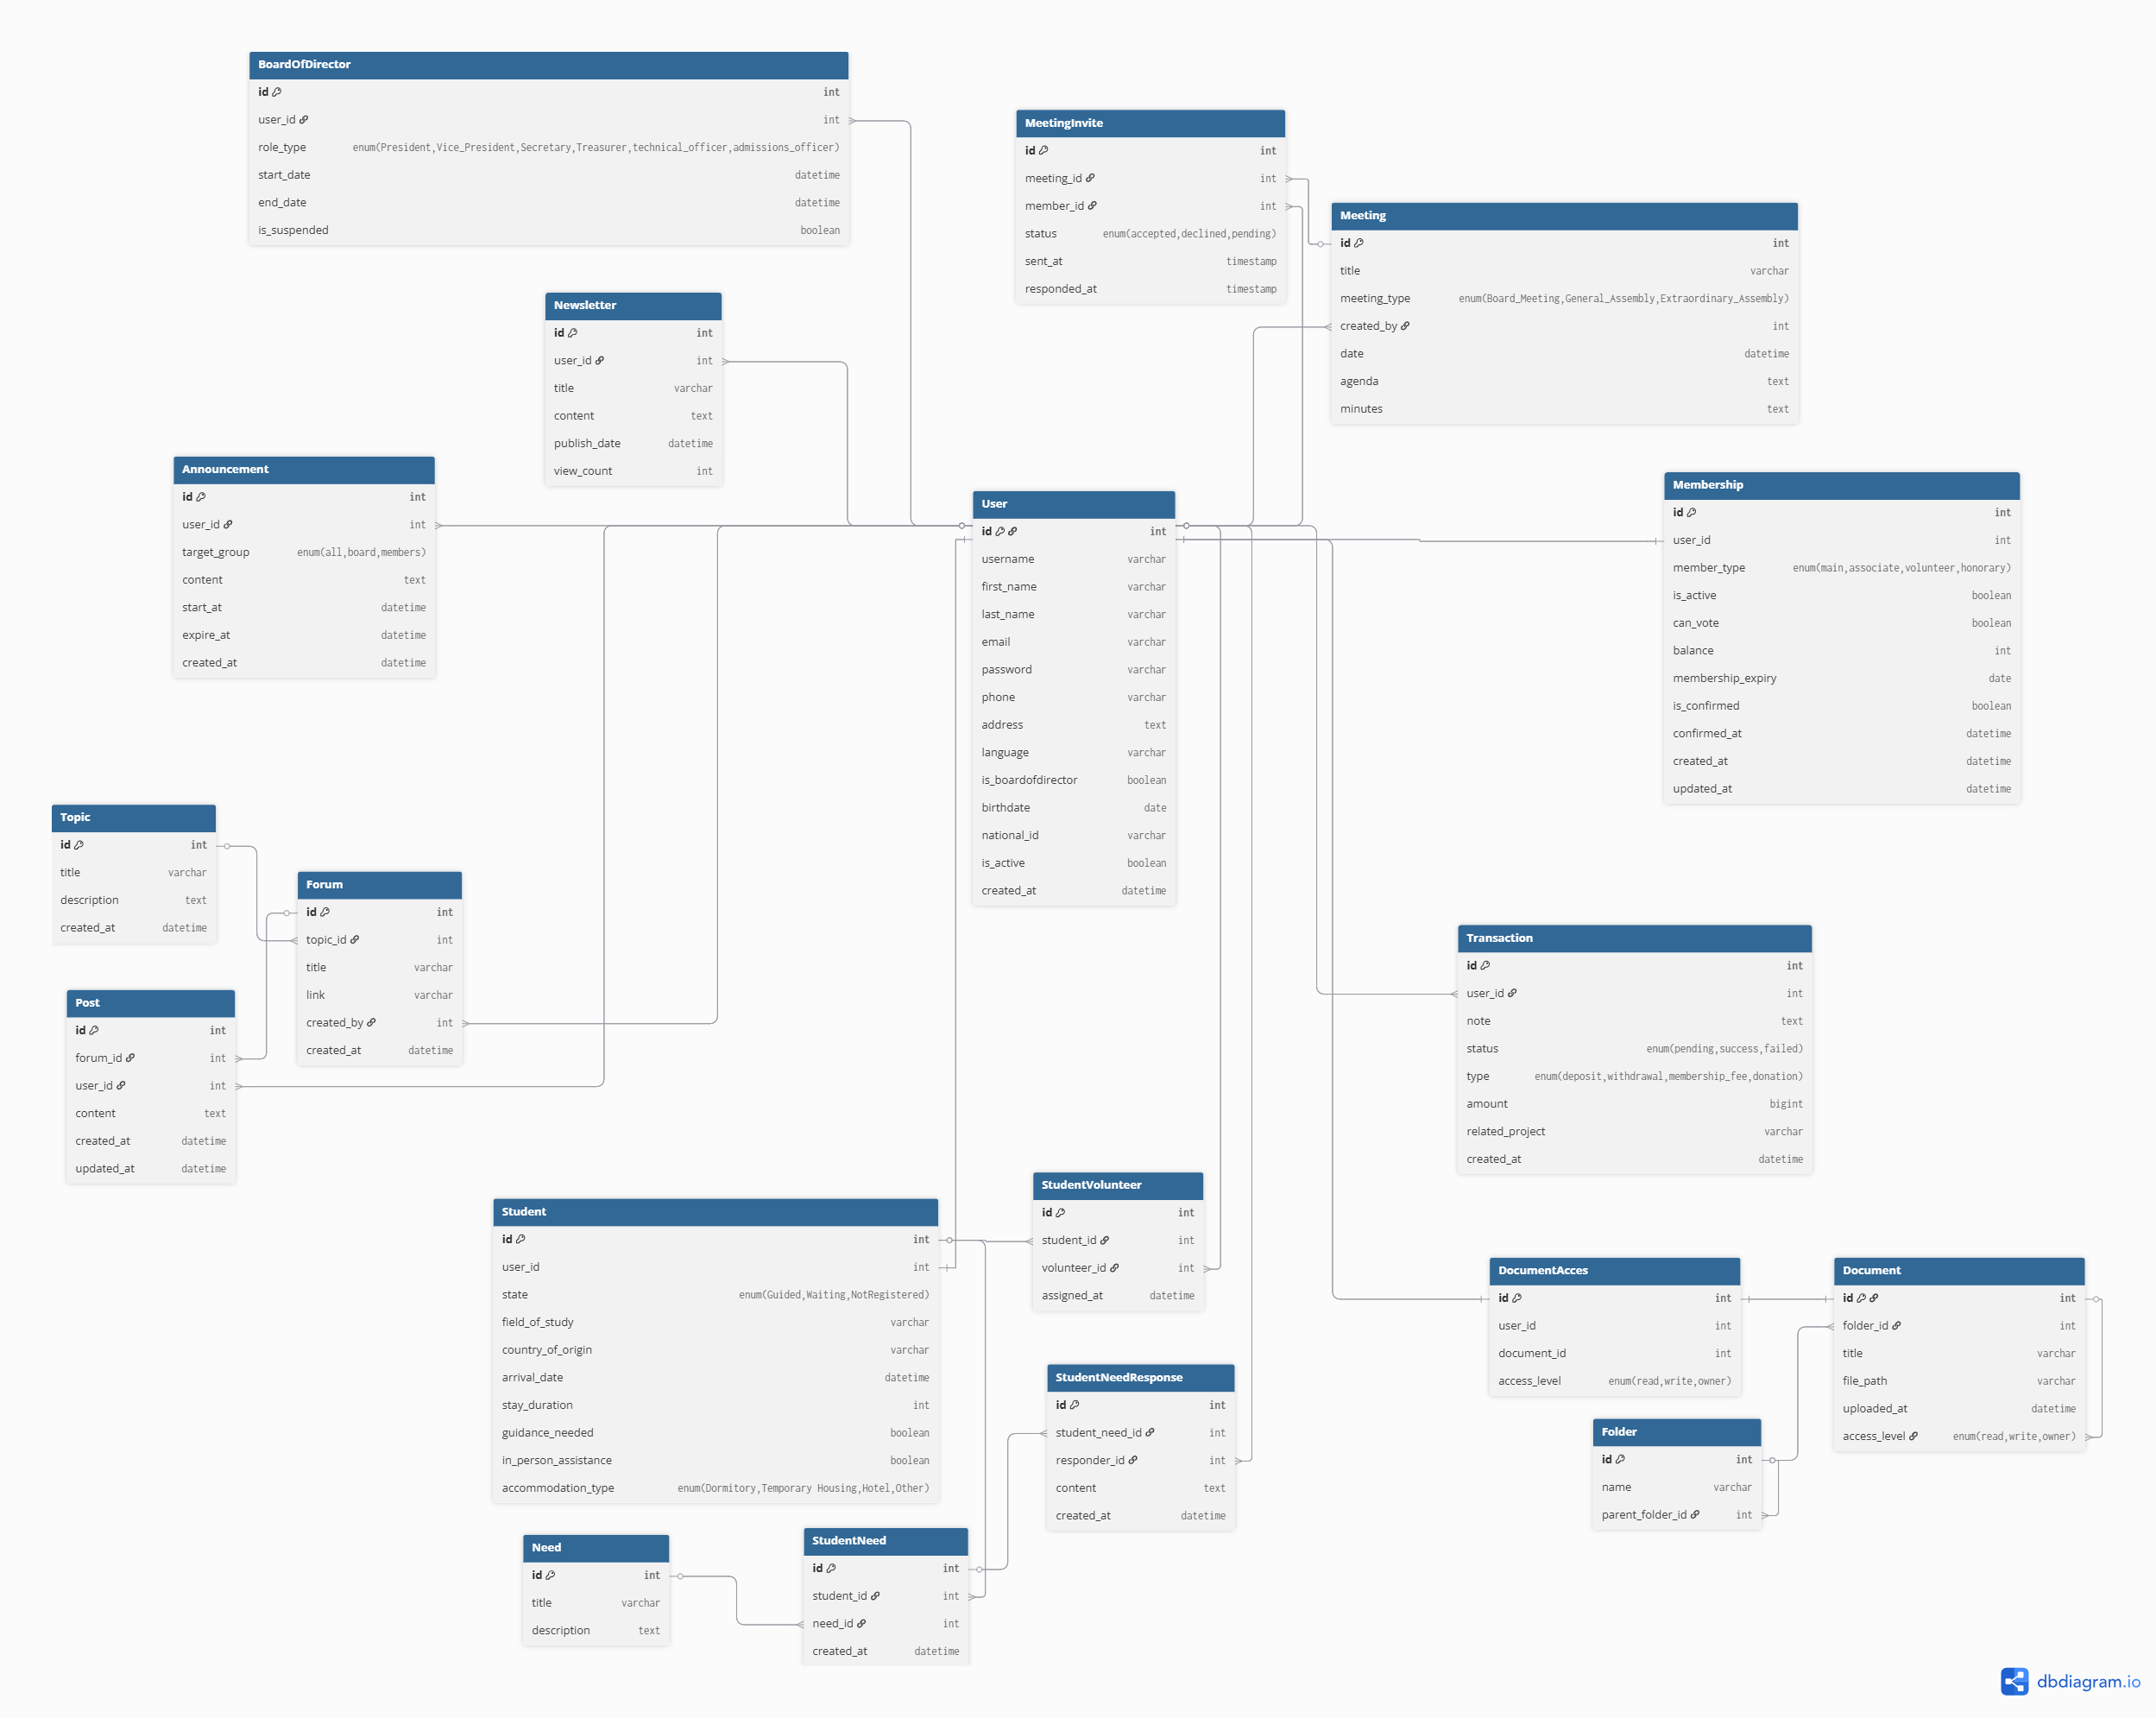 BoardOfDirector
id int
user_id int
role_type enum(President,Vice_President,Secretary,Treasurer,technical_officer,admissions_officer)
start_date datetime
end_date datetime
is_suspended boolean
MeetingInvite
id int
meeting_id int
member_id int
status enum(accepted,declined,pending)
sent_at timestamp
responded_at timestamp
Meeting
id int
title varchar
meeting_type enum(Board_Meeting,General_Assembly,Extraordinary_Assembly)
created_by int
date datetime
agenda text
minutes text
Newsletter
id int
user_id int
title varchar
content text
publish_date datetime
view_count int
Announcement
id int
user_id int
target_group enum(all,board,members)
content text
start_at datetime
expire_at datetime
created_at datetime
User
id int
username varchar
first_name varchar
last_name varchar
email varchar
password varchar
phone varchar
address text
language varchar
is_boardofdirector boolean
birthdate date
national_id varchar
is_active boolean
created_at datetime
Membership
id int
user_id int
member_type enum(main,associate,volunteer,honorary)
is_active boolean
can_vote boolean
balance int
membership_expiry date
is_confirmed boolean
confirmed_at datetime
created_at datetime
updated_at datetime
Topic
id int
title varchar
description text
created_at datetime
Forum
id int
topic_id int
title varchar
link varchar
created_by int
created_at datetime
Post
id int
forum_id int
user_id int
content text
created_at datetime
updated_at datetime
Transaction
id int
user_id int
note text
status enum(pending,success,failed)
type enum(deposit,withdrawal,membership_fee,donation)
amount bigint
related_project varchar
created_at datetime
Student
id int
user_id int
state enum(Guided,Waiting,NotRegistered)
field_of_study varchar
country_of_origin varchar
arrival_date datetime
stay_duration int
guidance_needed boolean
in_person_assistance boolean
accommodation_type enum(Dormitory,Temporary Housing,Hotel,Other)
StudentVolunteer
id int
student_id int
volunteer_id int
assigned_at datetime
DocumentAcces
id int
user_id int
document_id int
access_level enum(read,write,owner)
Document
id int
folder_id int
title varchar
file_path varchar
uploaded_at datetime
access_level enum(read,write,owner)
StudentNeedResponse
id int
student_need_id int
responder_id int
content text
created_at datetime
Folder
id int
name varchar
parent_folder_id int
Need
id int
title varchar
description text
StudentNeed
id int
student_id int
need_id int
created_at datetime
dbdiagram.io